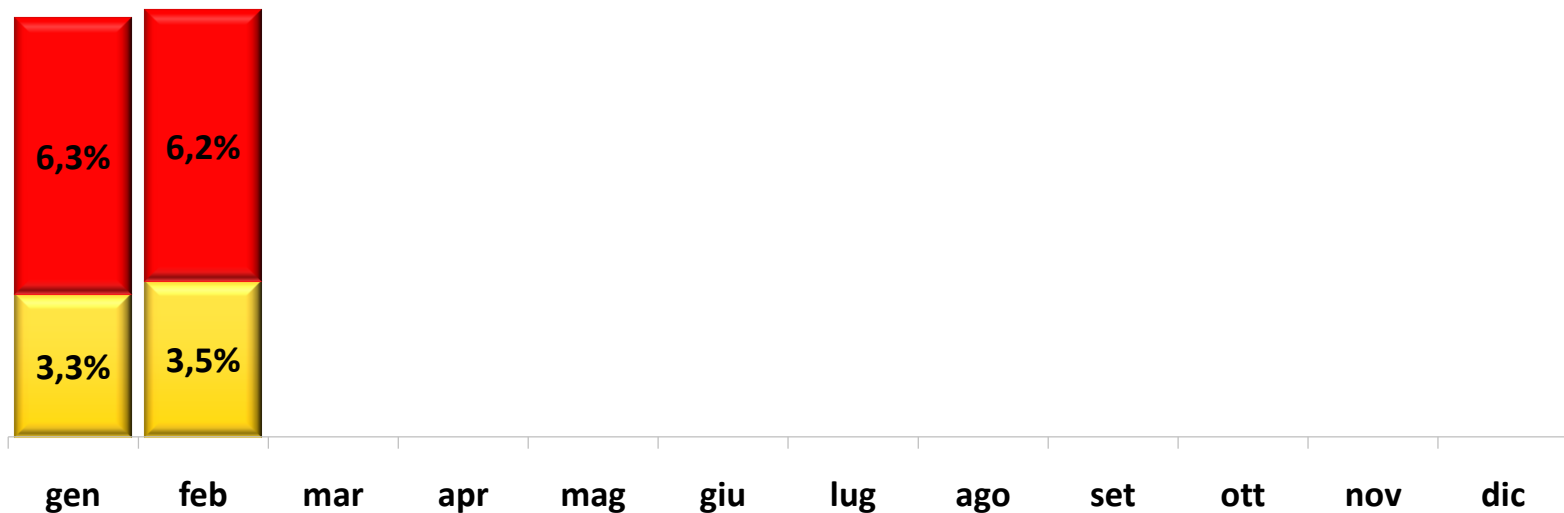 6,3% 6,2%
3,3% 3,5%
gen feb mar apr mag giu lug ago set ott nov dic